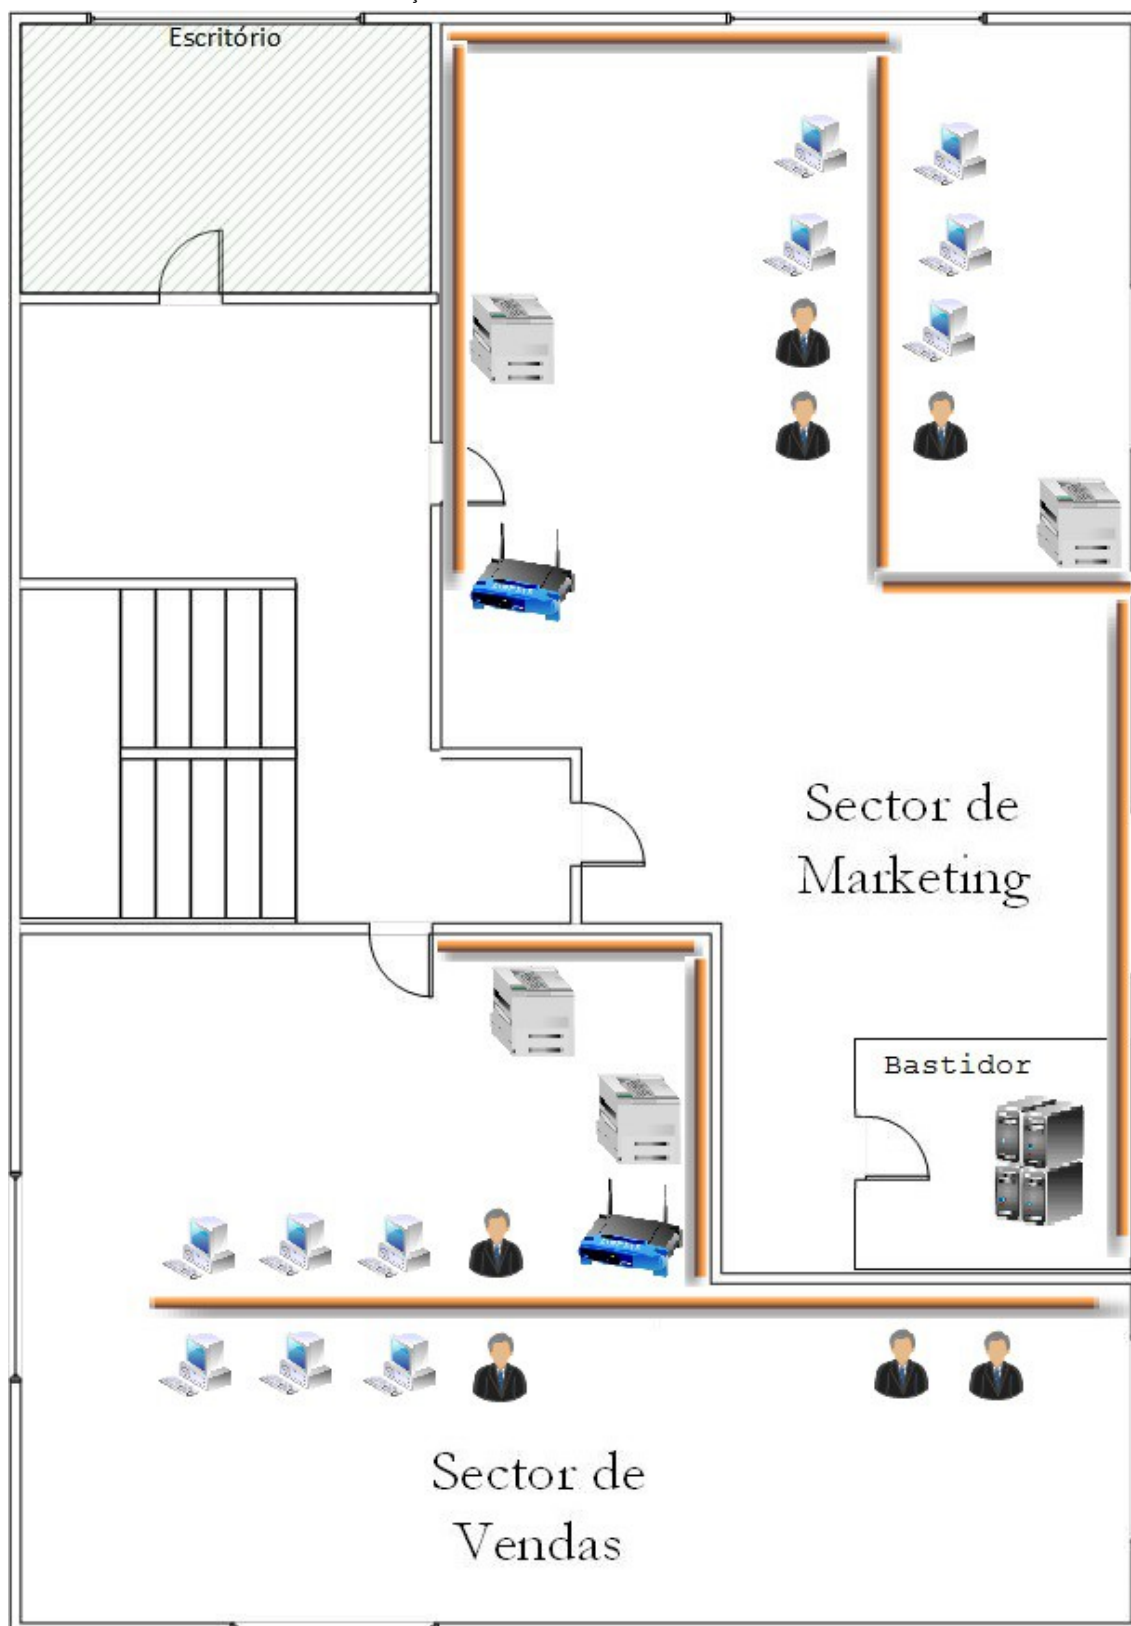 Escritório
Sector de
Marketing
Bastidor
Sector de
Vendas